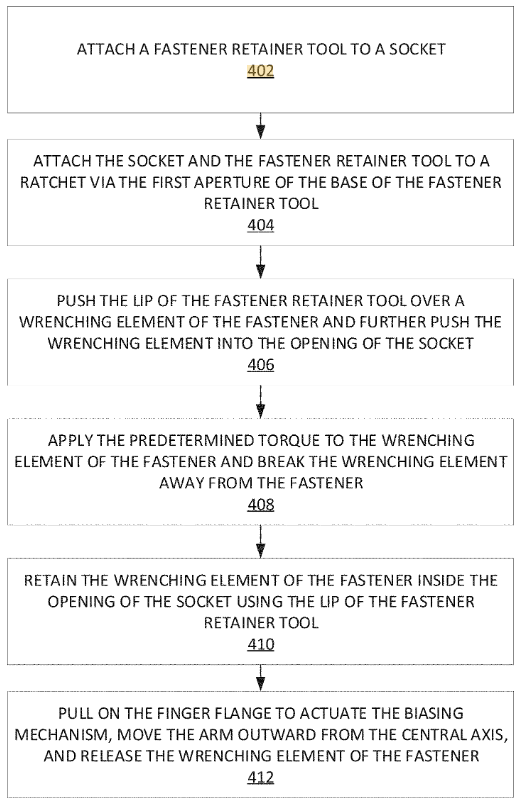 ATTACH A FASTENER RETAINER TOOL TO A SOCKET
402
ATTACH THE SOCKET AND THE FASTENER RETAINER TOOL TO A
RATCHET VIA THE FIRST APERTURE OF THE BASE OF THE FASTENER
RETAINER TOOL
404
PUSH THE LIP OF THE FASTENER RETAINER TOOL OVER A
WRENCHING ELEMENT OF THE FASTENER AND FURTHER PUSH THE
WRENCHING ELEMENT INTO THE OPENING OF THE SOCKET
406
APPLY THE PREDETERMINED TORQUE TO THE WRENCHING
ELEMENT OF THE FASTENER AND BREAK THE WRENCHING ELEMENT
AWAY FROM THE FASTENER
408
RETAIN THE WRENCHING ELEMENT OF THE FASTENER INSIDE THE
OPENING OF THE SOCKET USING THE LIP OF THE FASTENER
RETAINER TOOL
410
PULL ON THE FINGER FLANGE TO ACTUATE THE BIASING
MECHANISM, MOVE THE ARM OUTWARD FROM THE CENTRAL AXIS,
AND RELEASE THE WRENCHING ELEMENT OF THE FASTENER
412